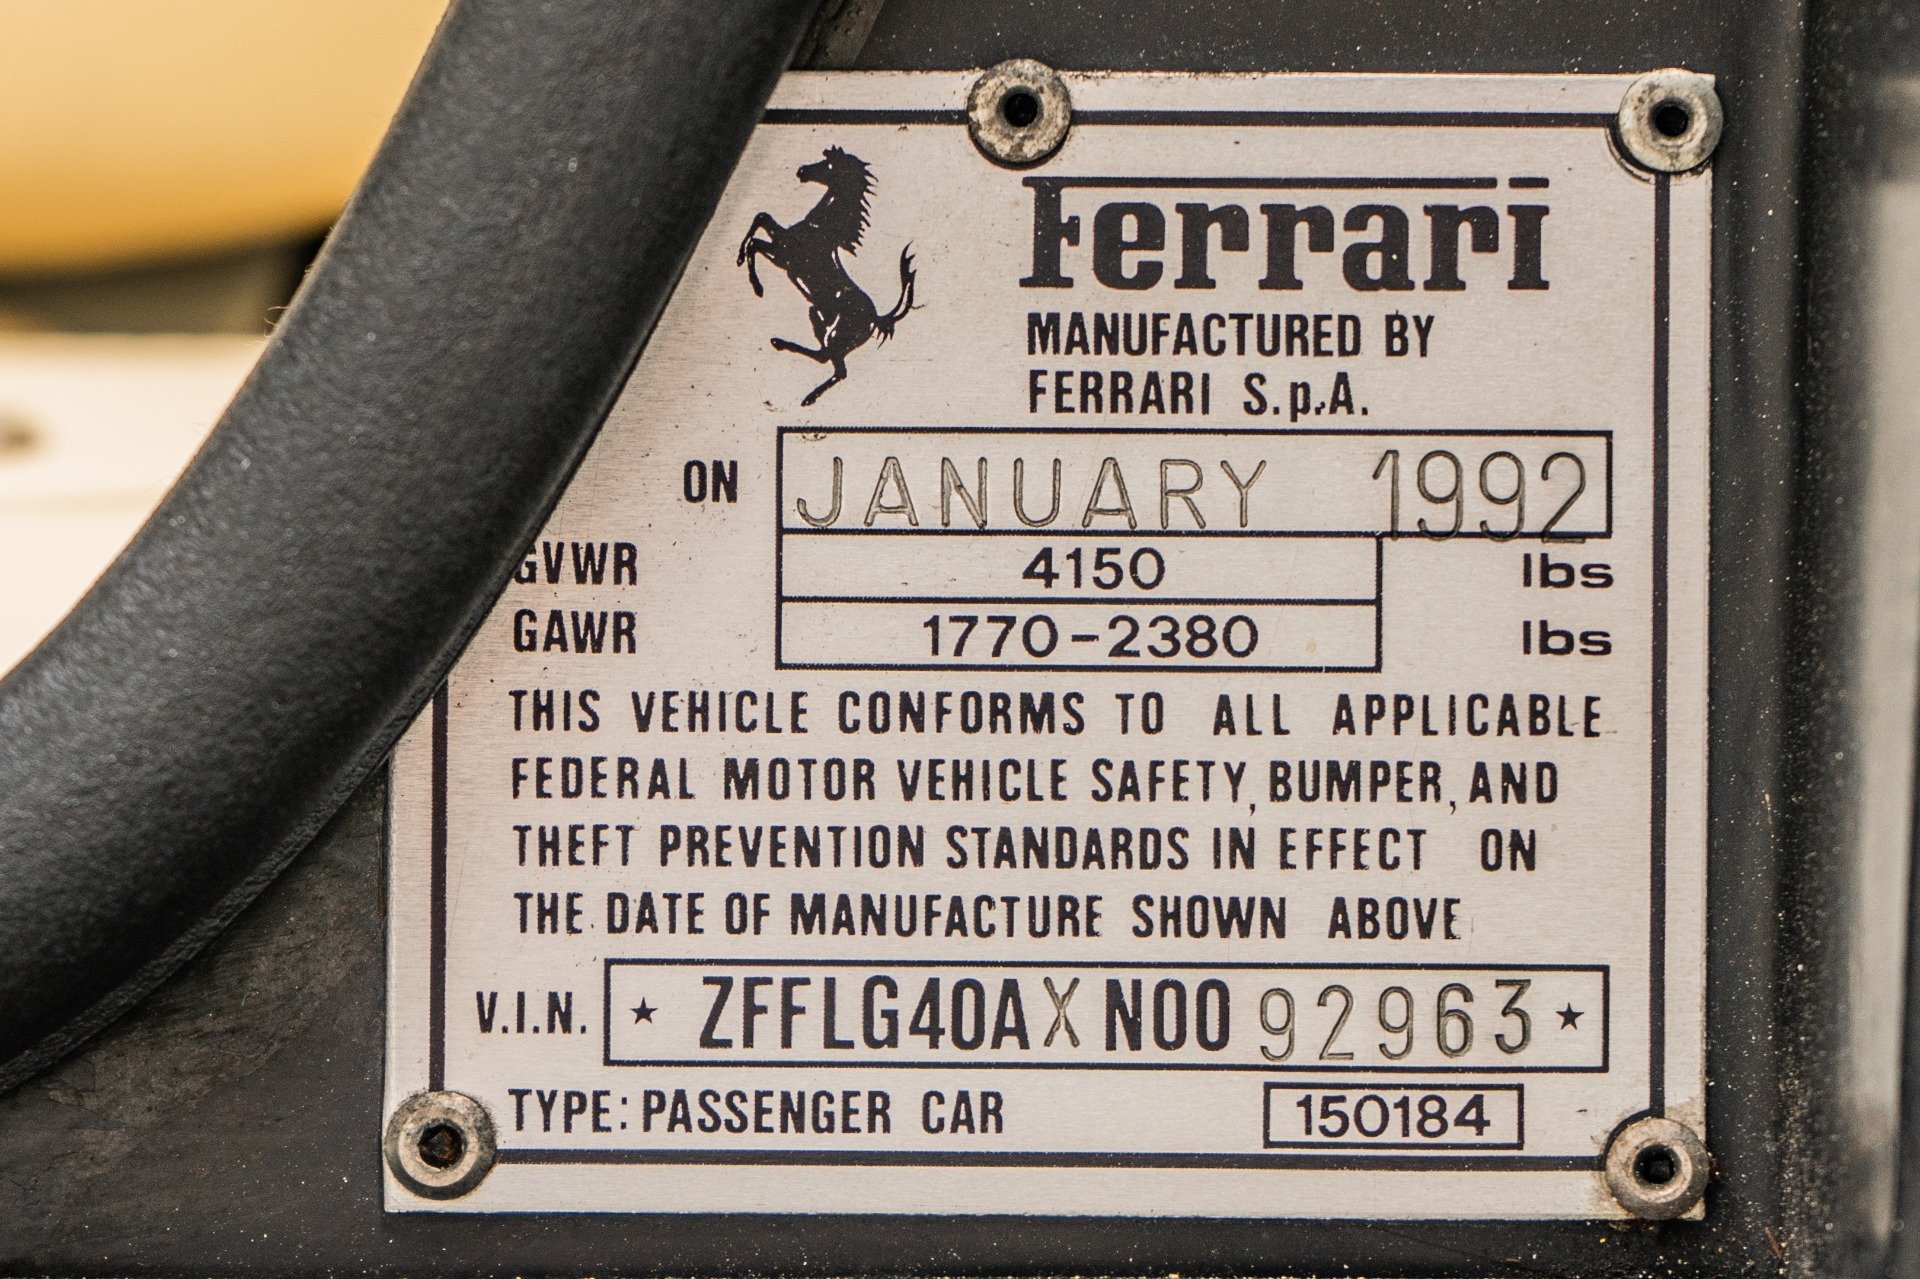 Ferrari
MANUFACTURED BY
FERRARI S.p.A.
ON JANUARY 1992
GVWR 4150 lbs
GAWR 1770-2380 lbs
THIS VEHICLE CONFORMS TO ALL APPLICABLE
FEDERAL MOTOR VEHICLE SAFETY, BUMPER, AND
THEFT PREVENTION STANDARDS IN EFFECT ON
THE DATE OF MANUFACTURE SHOWN ABOVE
V.I.N. ★ ZFFLG40AXN0092963 ★
TYPE: PASSENGER CAR 150184